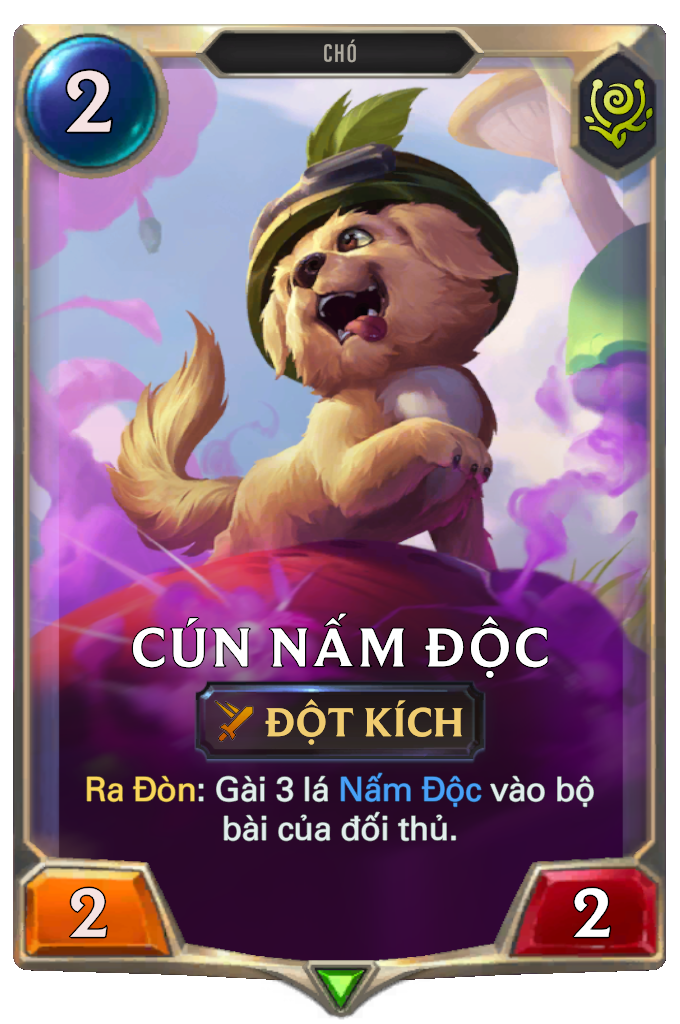 2
CHÓ
CÚN NẤM ĐỘC
ĐỘT KÍCH
Ra Đòn: Gài 3 lá Nấm Độc vào bộ
bài của đối thủ.
2
2